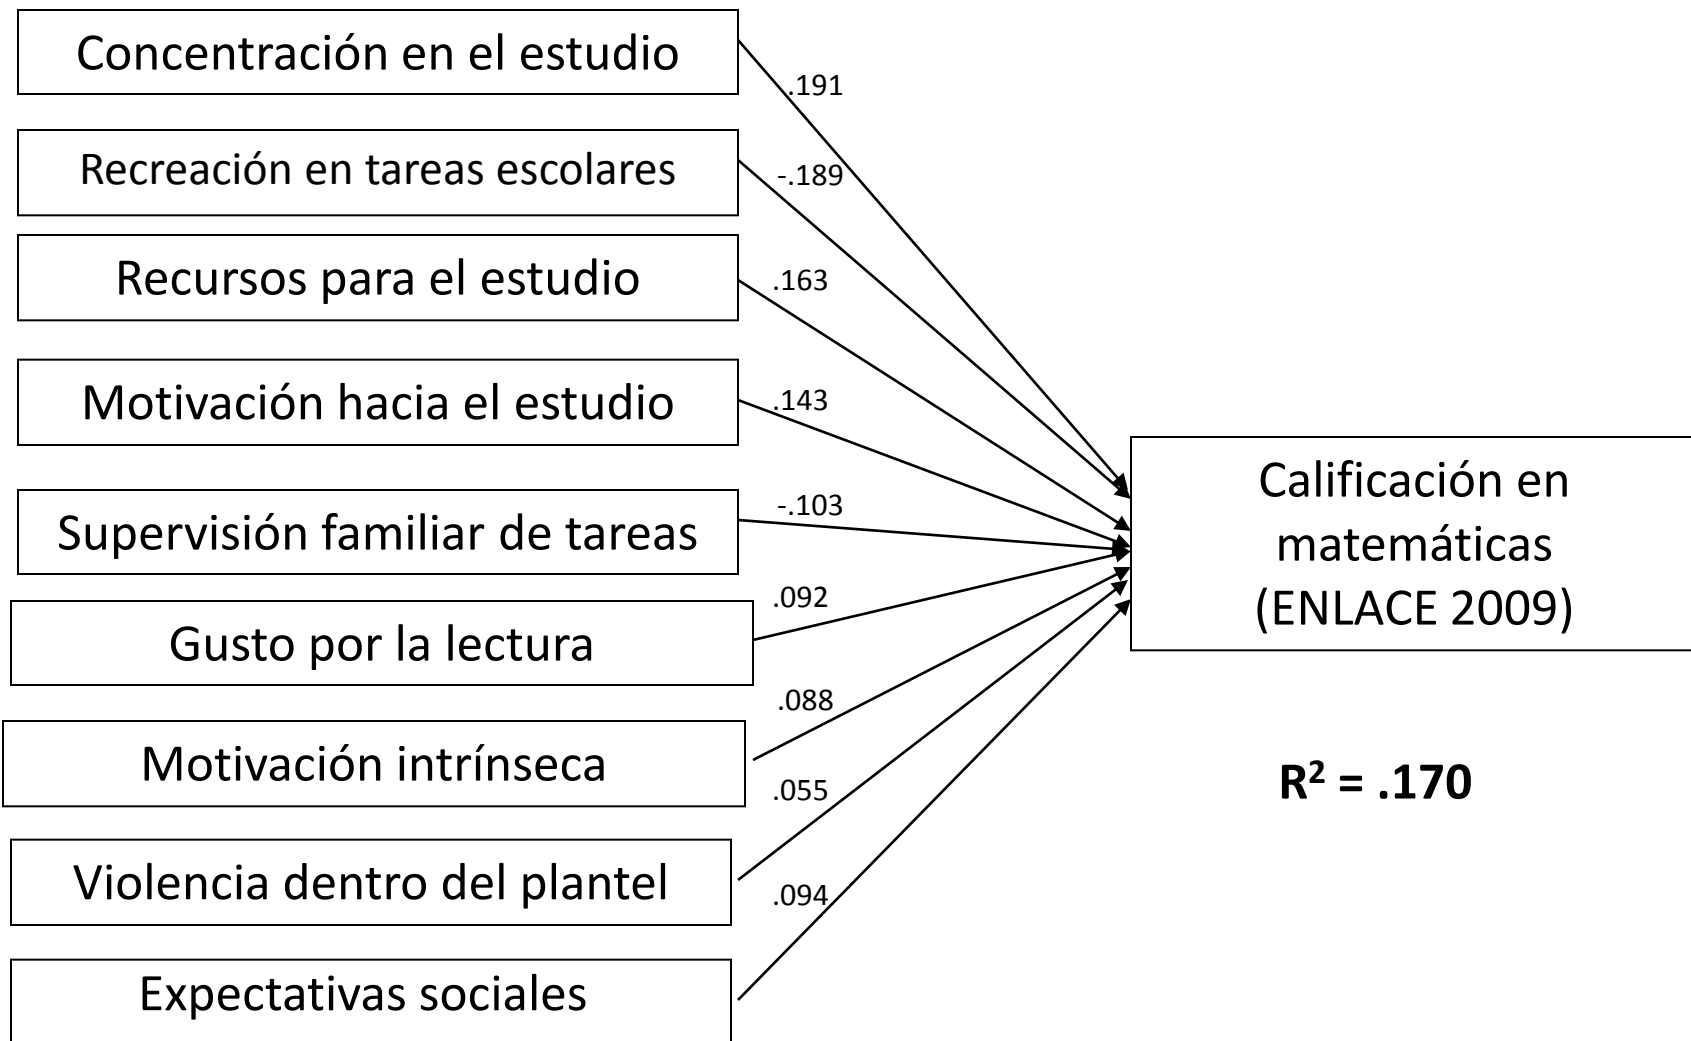 Concentración en el estudio
.191
Recreación en tareas escolares
-.189
Recursos para el estudio
.163
Motivación hacia el estudio
.143
Supervisión familiar de tareas
-.103
Gusto por la lectura
.092
Motivación intrínseca
.088
Violencia dentro del plantel
.055
Expectativas sociales
.094
Calificación en
matemáticas
(ENLACE 2009)
R² = .170